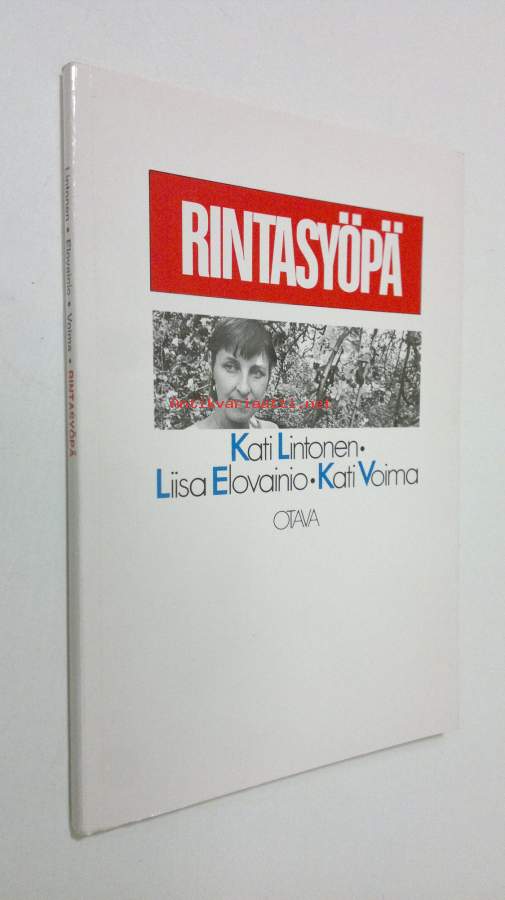 Lintonen • Elovainio • Voima • RINTASYÖPÄ
RINTASYÖPÄ
Antikvariaatti.net
Kati Lintonen •
Liisa Elovainio • Kati Voima
OTAVA